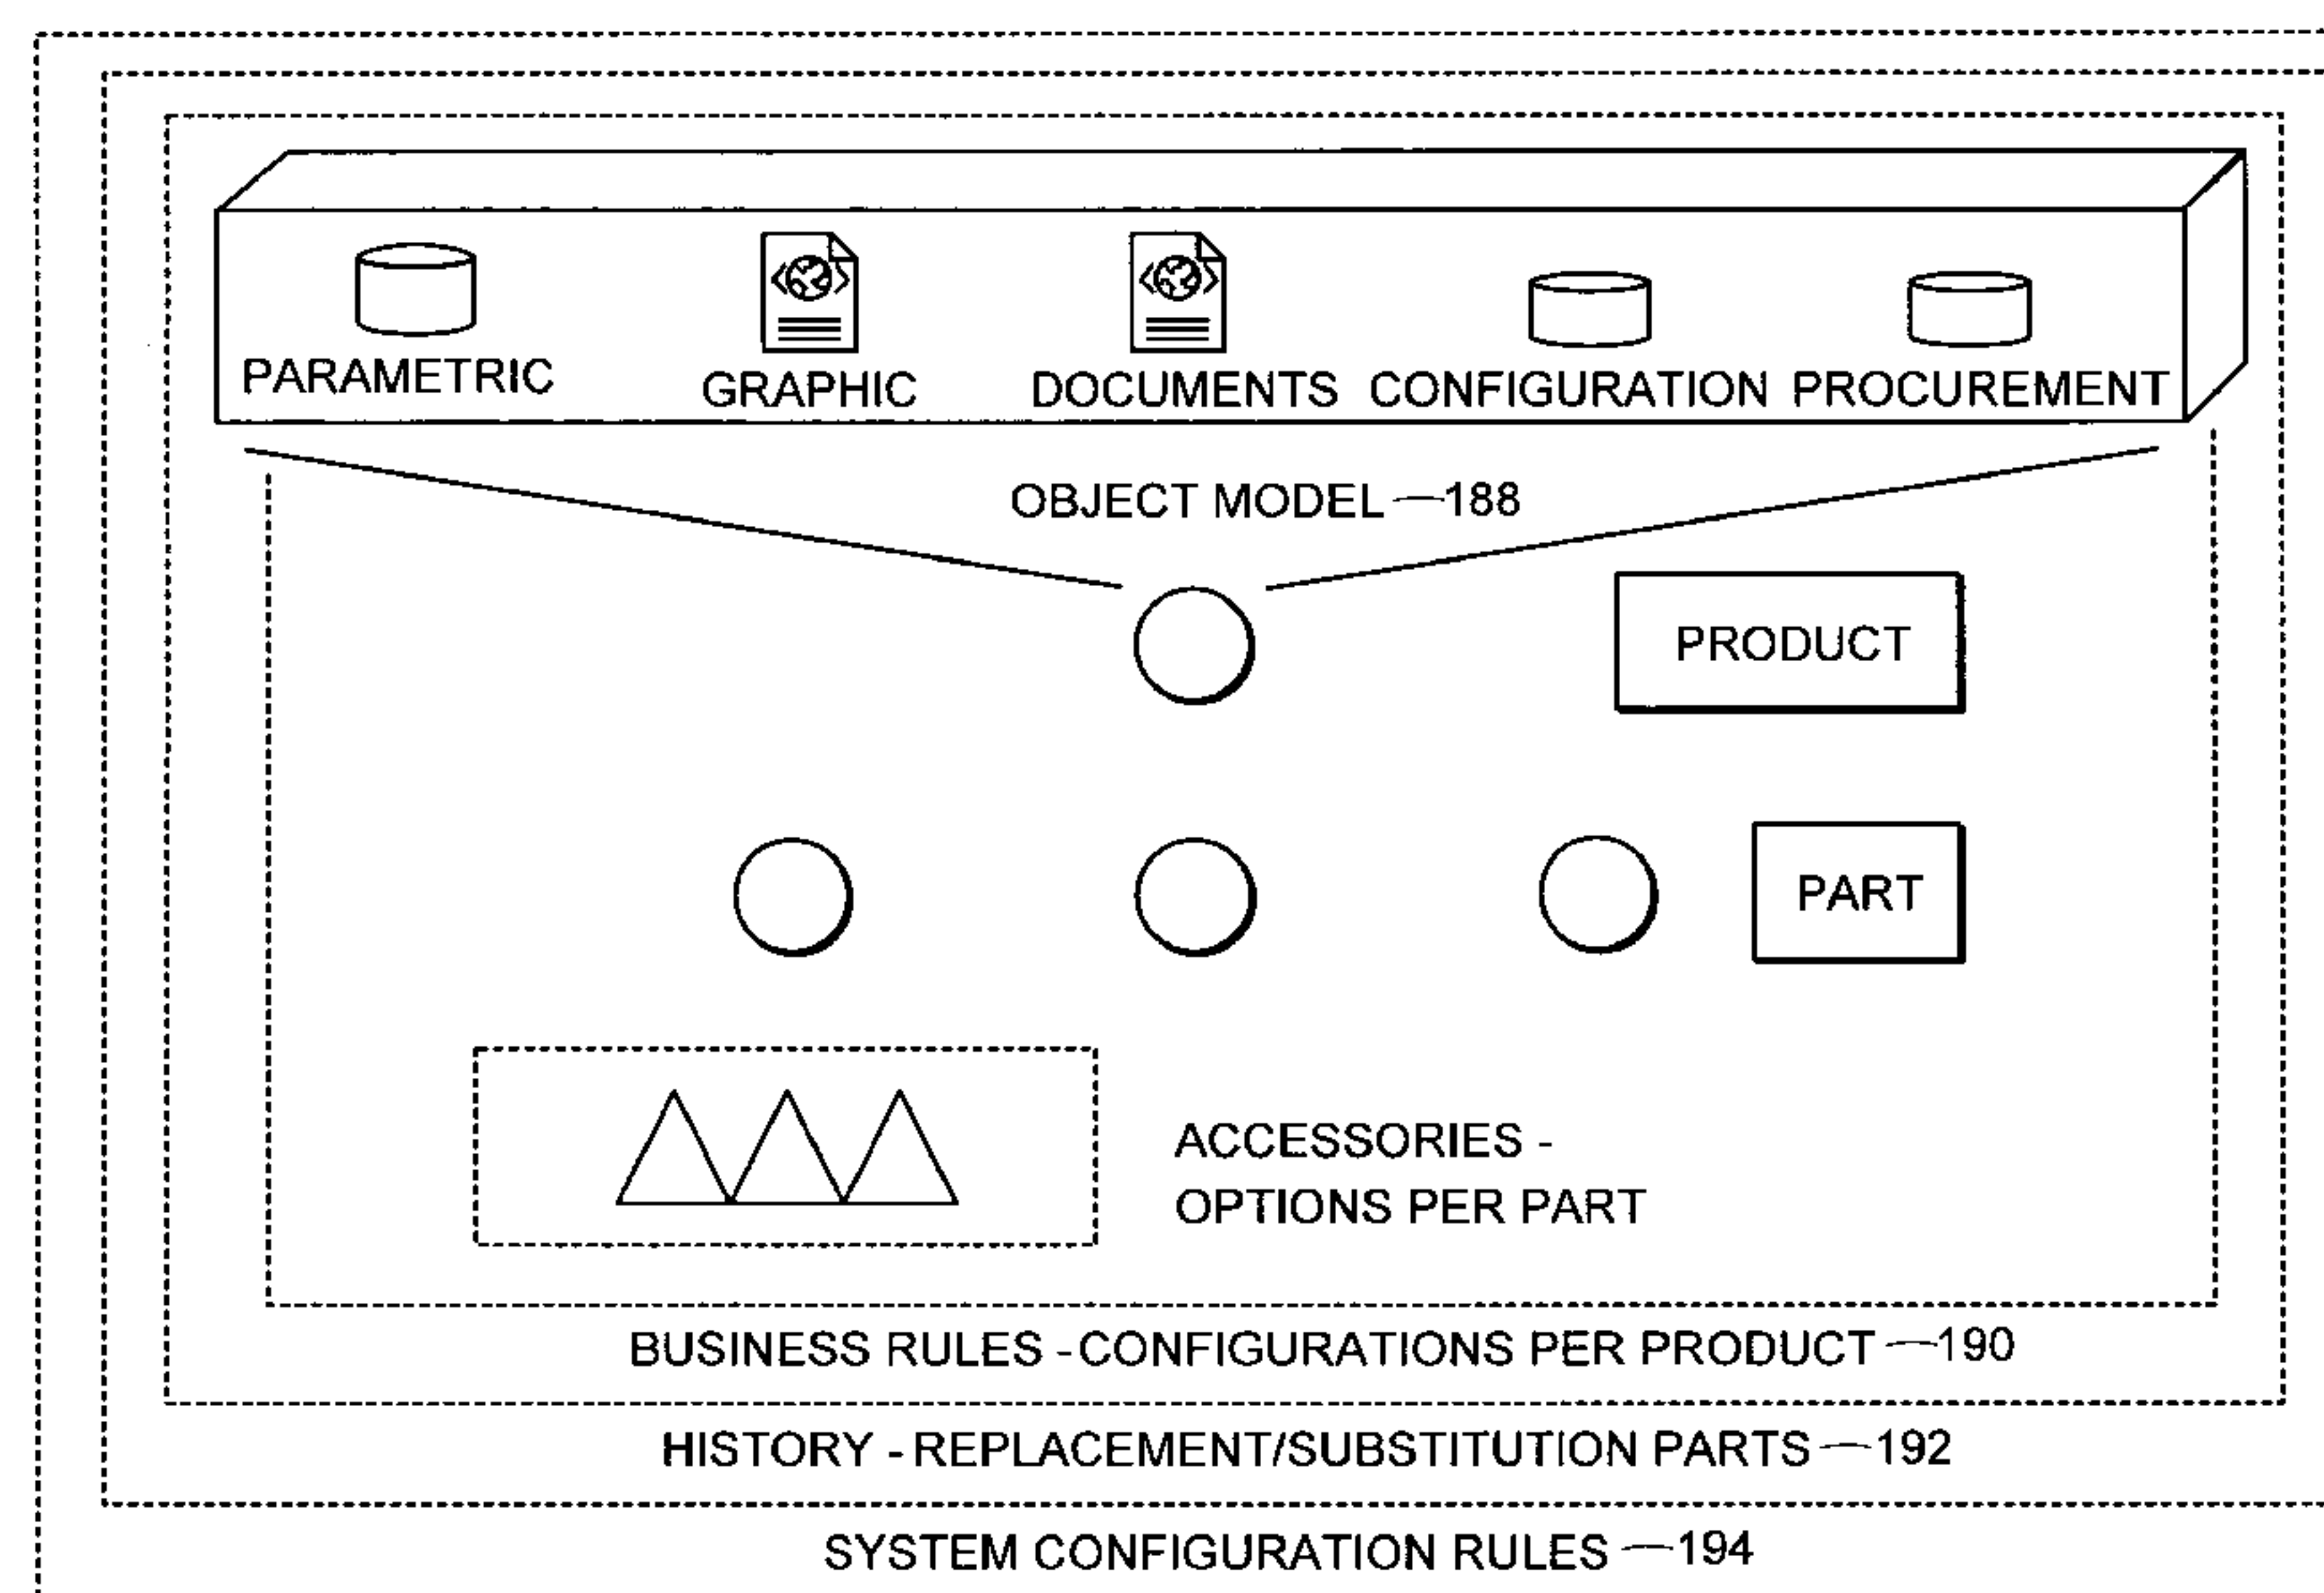 PARAMETRIC
GRAPHIC
DOCUMENTS
CONFIGURATION
PROCUREMENT
OBJECT MODEL 188
PRODUCT
PART
ACCESSORIES -
OPTIONS PER PART
BUSINESS RULES - CONFIGURATIONS PER PRODUCT 190
HISTORY - REPLACEMENT/SUBSTITUTION PARTS 192
SYSTEM CONFIGURATION RULES 194